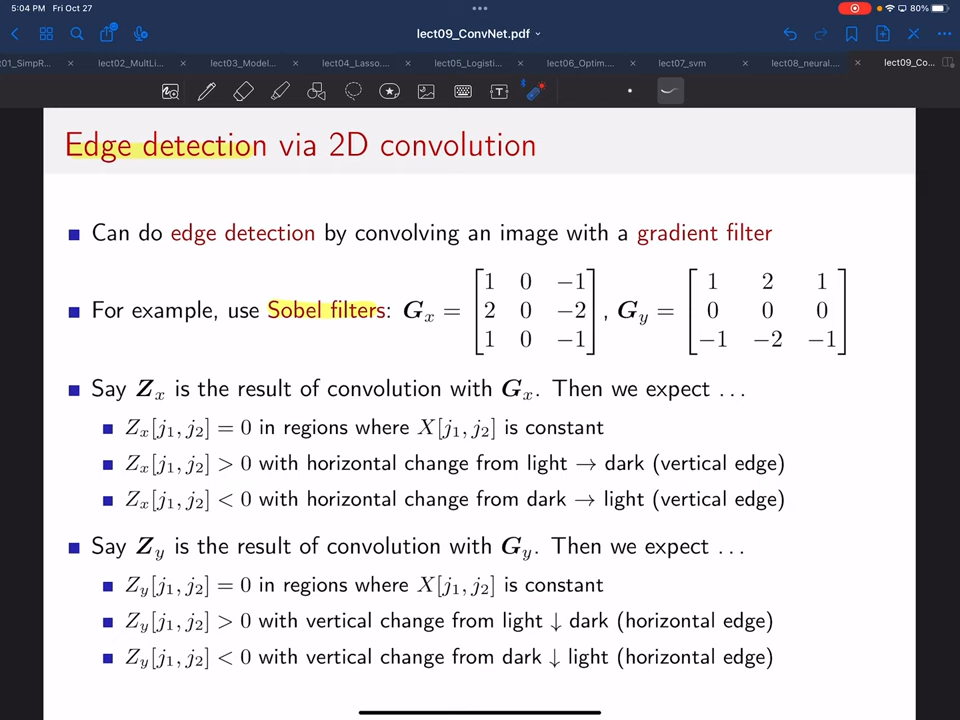 5:04 PM Fri Oct 27
80%
lect09_ConvNet.pdf
01_SimpR...
lect02_MultLi...
lect03_Model...
lect04_Lasso...
lect05_Logisti...
lect06_Optim...
lect07_svm
lect08_neural...
lect09_Co...
Edge detection via 2D convolution
Can do edge detection by convolving an image with a gradient filter
For example, use Sobel filters: G_x = [1 0 −1; 2 0 −2; 1 0 −1], G_y = [1 2 1; 0 0 0; −1 −2 −1]
Say Z_x is the result of convolution with G_x. Then we expect ...
Z_x[j_1, j_2] = 0 in regions where X[j_1, j_2] is constant
Z_x[j_1, j_2] > 0 with horizontal change from light → dark (vertical edge)
Z_x[j_1, j_2] < 0 with horizontal change from dark → light (vertical edge)
Say Z_y is the result of convolution with G_y. Then we expect ...
Z_y[j_1, j_2] = 0 in regions where X[j_1, j_2] is constant
Z_y[j_1, j_2] > 0 with vertical change from light ↓ dark (horizontal edge)
Z_y[j_1, j_2] < 0 with vertical change from dark ↓ light (horizontal edge)